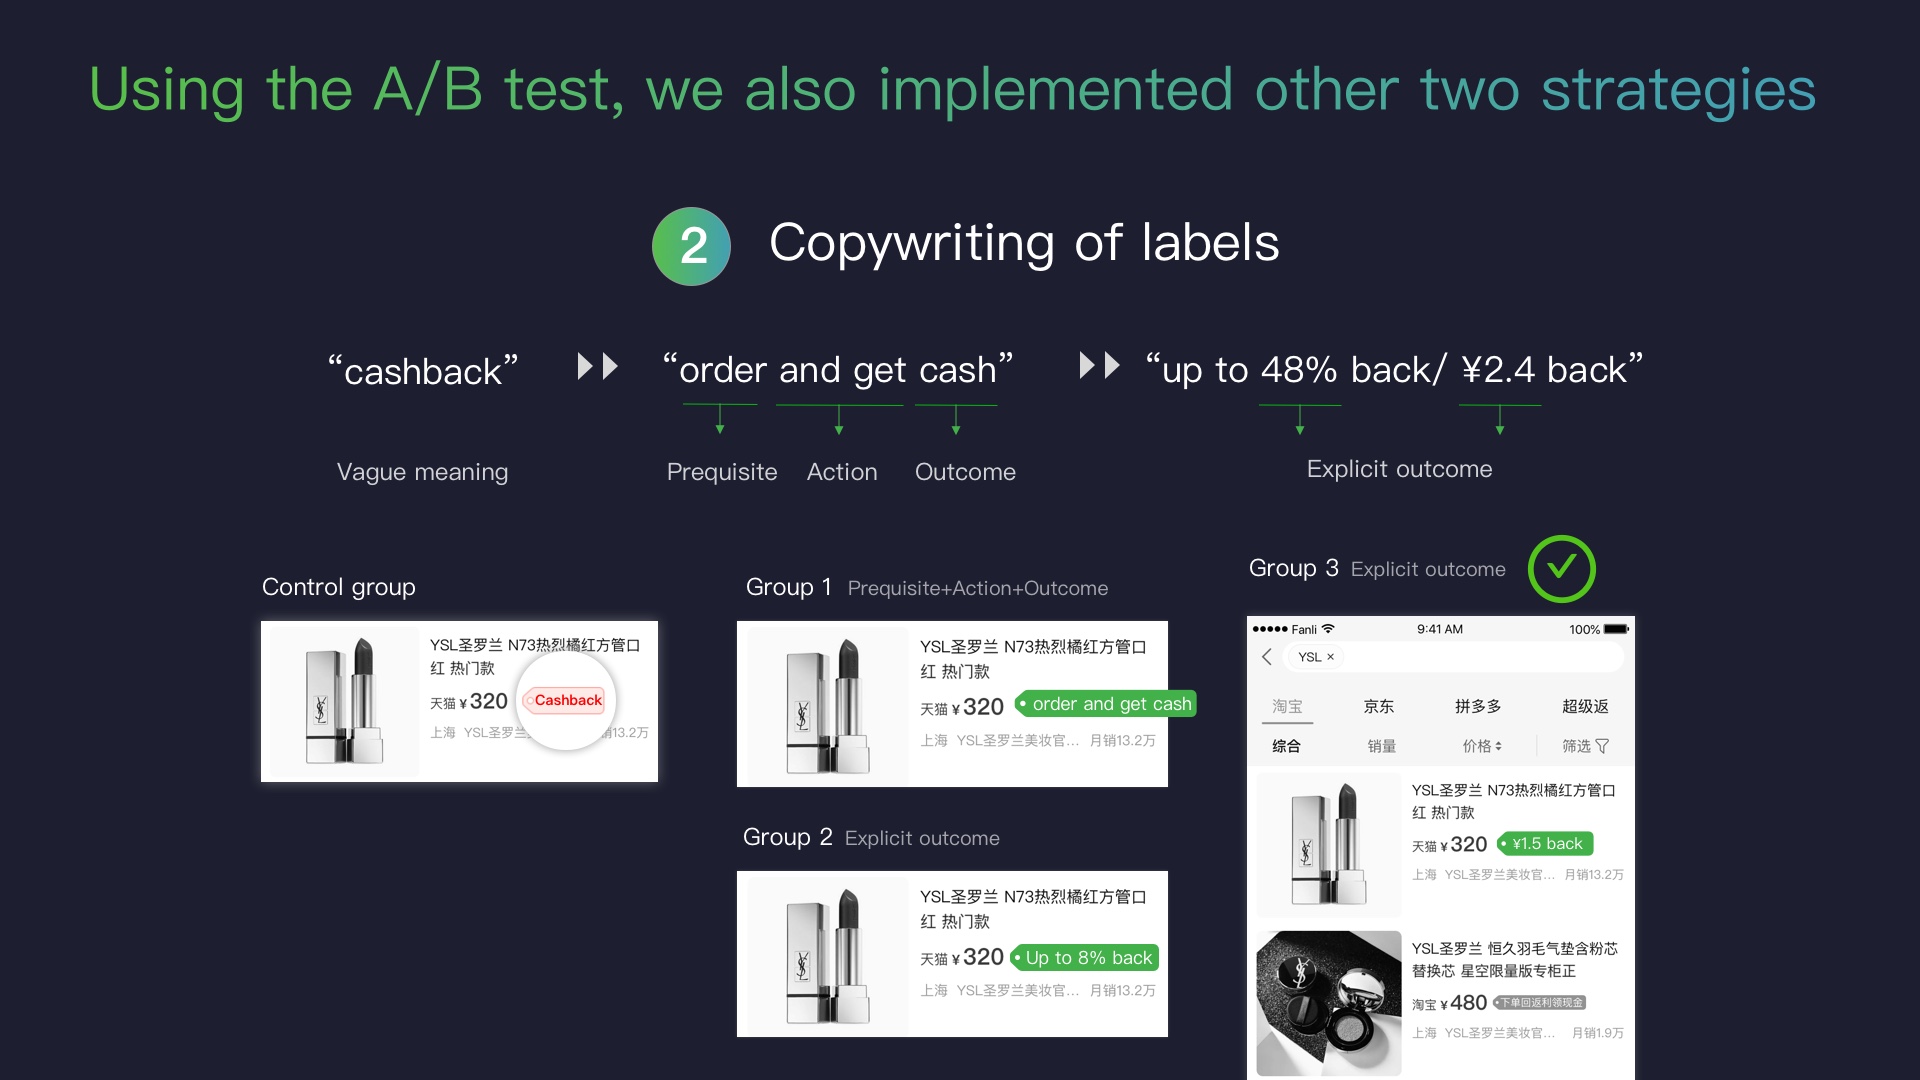 Using the A/B test, we also implemented other two strategies
2 Copywriting of labels
“cashback”
Vague meaning
“order and get cash”
Prequisite Action Outcome
“up to 48% back/ ¥2.4 back”
Explicit outcome
Control group
YSL圣罗兰 N73热烈橘红方管口
红 热门款
天猫 ¥320 Cashback
上海 YSL圣罗兰 销13.2万
Group 1 Prequisite+Action+Outcome
YSL圣罗兰 N73热烈橘红方管口
红 热门款
天猫 ¥320 order and get cash
上海 YSL圣罗兰美妆官... 月销13.2万
Group 2 Explicit outcome
YSL圣罗兰 N73热烈橘红方管口
红 热门款
天猫 ¥320 Up to 8% back
上海 YSL圣罗兰美妆官... 月销13.2万
Group 3 Explicit outcome
Fanli 9:41 AM 100%
YSL ×
淘宝 京东 拼多多 超级返
综合 销量 价格 筛选
YSL圣罗兰 N73热烈橘红方管口
红 热门款
天猫 ¥320 ¥1.5 back
上海 YSL圣罗兰美妆官... 月销13.2万
YSL圣罗兰 恒久羽毛气垫含粉芯
替换芯 星空限量版专柜正
淘宝 ¥480 下单回返利领现金
上海 YSL圣罗兰美妆官... 月销1.9万